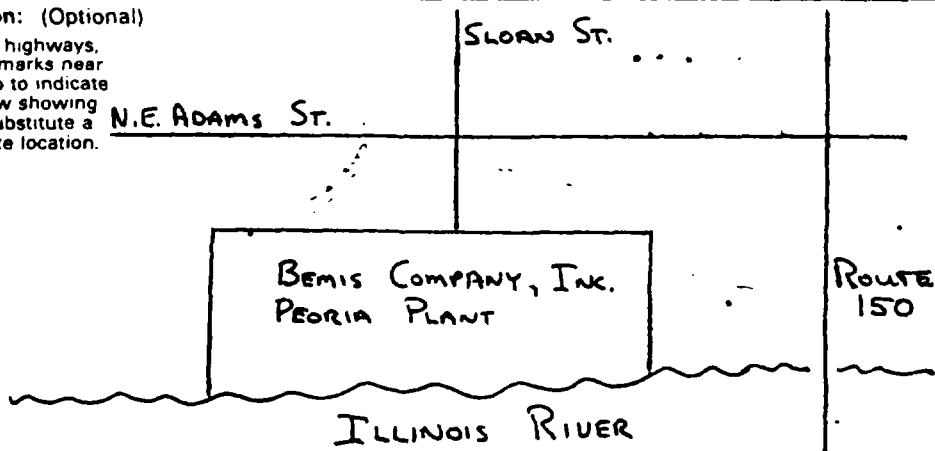 on: (Optional)
highways,
marks near
to indicate
w showing
ubstitute a
te location.
SLOAN ST.
N.E. ADAMS ST.
BEMIS COMPANY, INC.
PEORIA PLANT
ROUTE
150
ILLINOIS RIVER